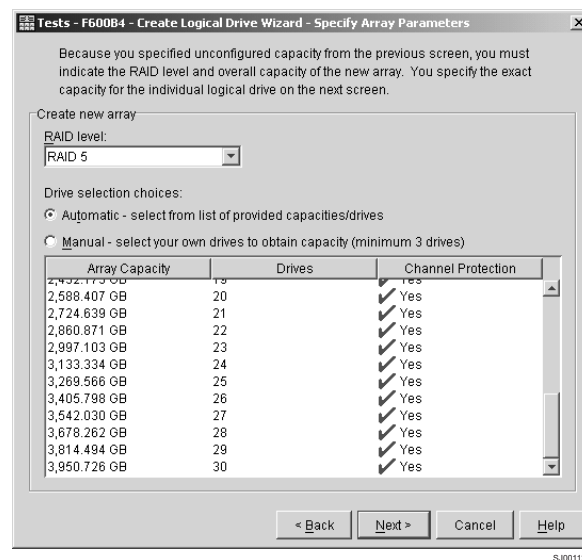 Tests - F600B4 - Create Logical Drive Wizard - Specify Array Parameters
Because you specified unconfigured capacity from the previous screen, you must
indicate the RAID level and overall capacity of the new array. You specify the exact
capacity for the individual logical drive on the next screen.
Create new array
RAID level:
RAID 5
Drive selection choices:
Automatic - select from list of provided capacities/drives
Manual - select your own drives to obtain capacity (minimum 3 drives)
Array Capacity Drives Channel Protection
2,452.175 GB 19 Yes
2,588.407 GB 20 Yes
2,724.639 GB 21 Yes
2,860.871 GB 22 Yes
2,997.103 GB 23 Yes
3,133.334 GB 24 Yes
3,269.566 GB 25 Yes
3,405.798 GB 26 Yes
3,542.030 GB 27 Yes
3,678.262 GB 28 Yes
3,814.494 GB 29 Yes
3,950.726 GB 30 Yes
< Back Next > Cancel Help